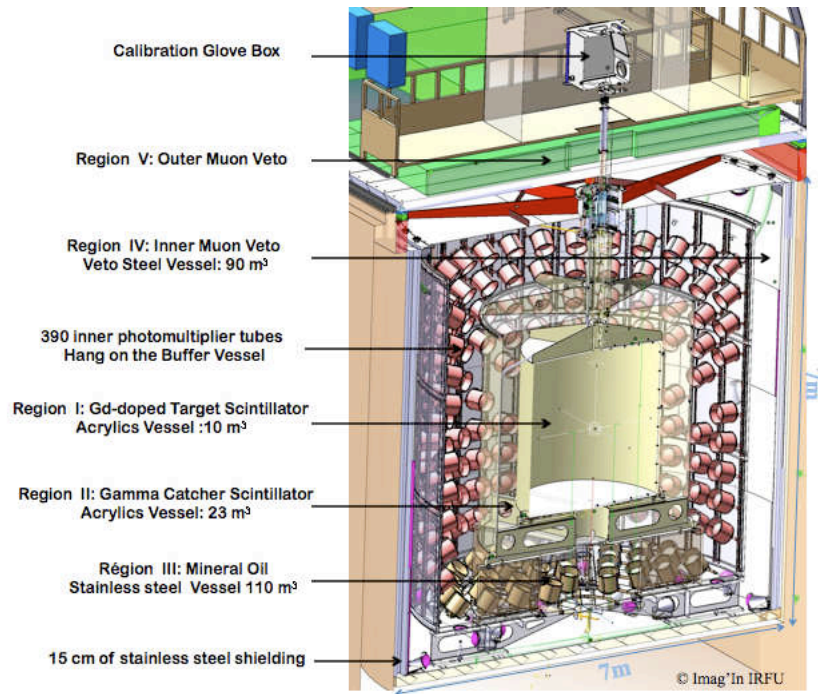 Calibration Glove Box
Region V: Outer Muon Veto
Region IV: Inner Muon Veto
Veto Steel Vessel: 90 m³
390 inner photomultiplier tubes
Hang on the Buffer Vessel
Region I: Gd-doped Target Scintillator
Acrylics Vessel :10 m³
Region II: Gamma Catcher Scintillator
Acrylics Vessel: 23 m³
Région III: Mineral Oil
Stainless steel Vessel 110 m³
15 cm of stainless steel shielding
7m
7m
© Imag'In IRFU